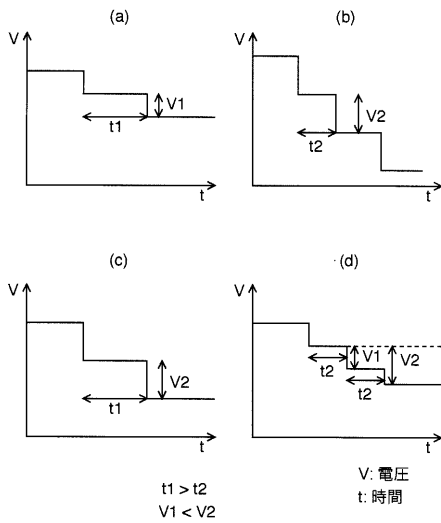 (a)
V
V1
t1
t
(b)
V
V2
t2
t
(c)
V
V2
t1
t
(d)
V
V1
V2
t2
t2
t
t1 > t2
V1 < V2
V: 電圧
t: 時間